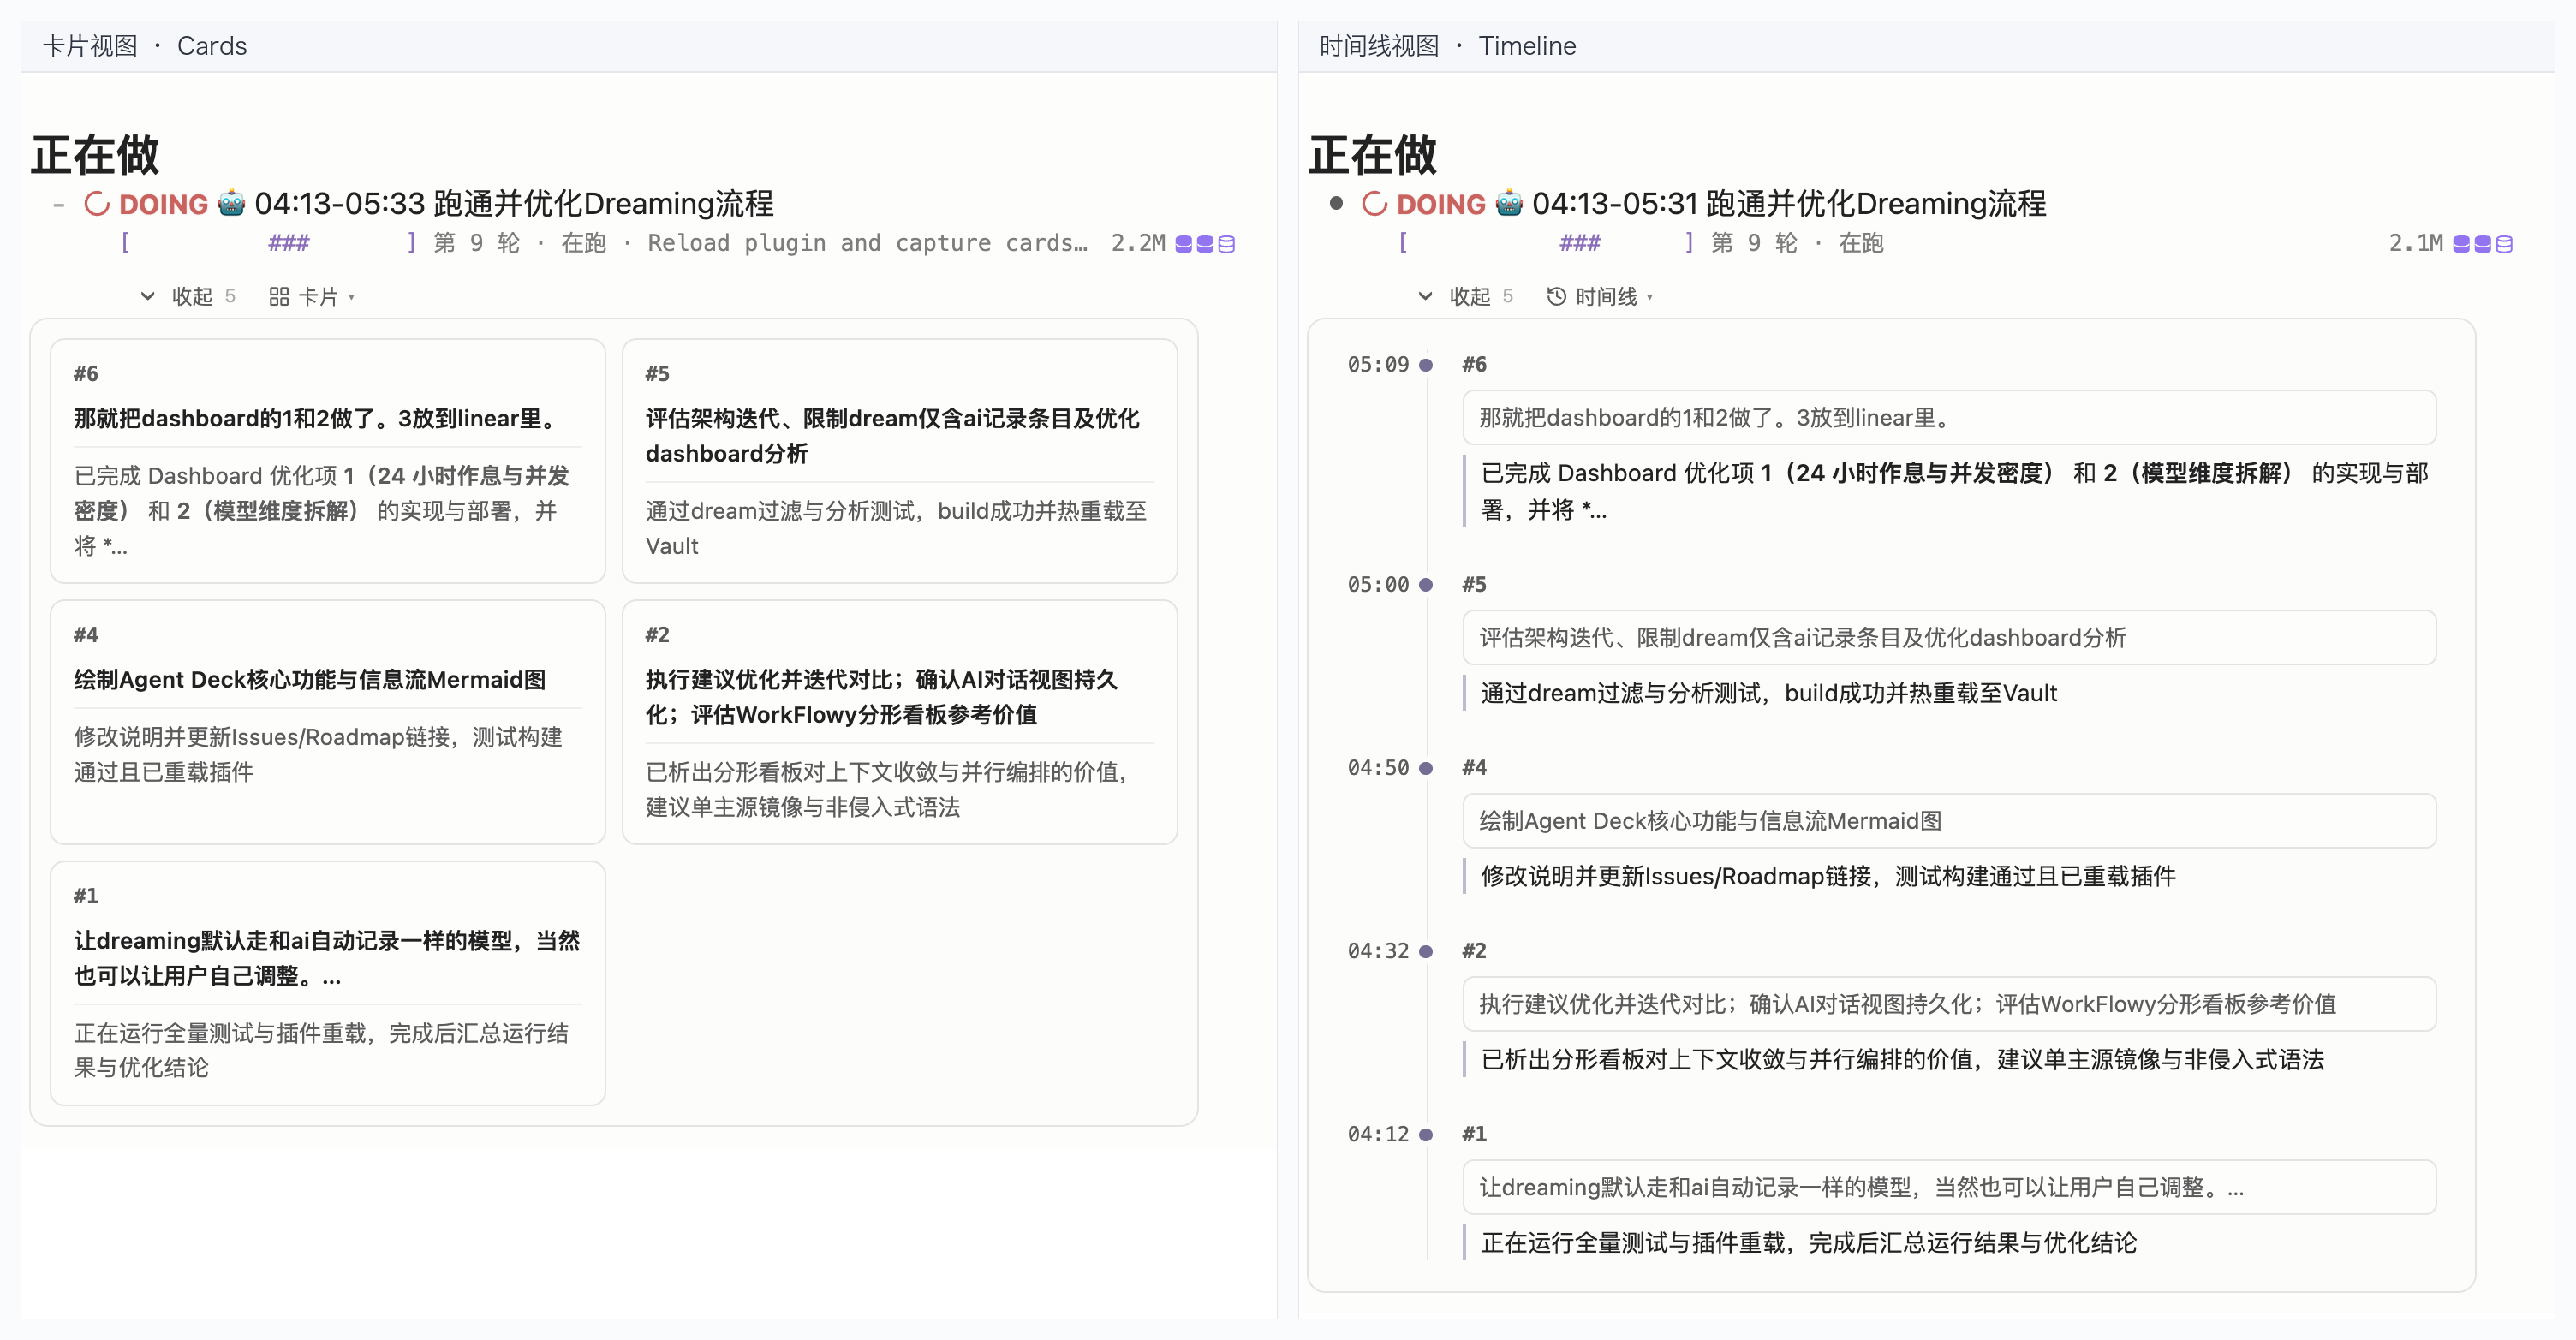 卡片视图 · Cards
正在做
DOING 04:13-05:33 跑通并优化Dreaming流程
[ ### ] 第 9 轮 · 在跑 · Reload plugin and capture cards… 2.2M
收起 5 卡片
#6
那就把dashboard的1和2做了。3放到linear里。
已完成 Dashboard 优化项 1（24 小时作息与并发
密度） 和 2（模型维度拆解） 的实现与部署，并
将 *...
#5
评估架构迭代、限制dream仅含ai记录条目及优化
dashboard分析
通过dream过滤与分析测试，build成功并热重载至
Vault
#4
绘制Agent Deck核心功能与信息流Mermaid图
修改说明并更新Issues/Roadmap链接，测试构建
通过且已重载插件
#2
执行建议优化并迭代对比；确认AI对话视图持久
化；评估WorkFlowy分形看板参考价值
已析出分形看板对上下文收敛与并行编排的价值，
建议单主源镜像与非侵入式语法
#1
让dreaming默认走和ai自动记录一样的模型，当然
也可以让用户自己调整。...
正在运行全量测试与插件重载，完成后汇总运行结
果与优化结论
时间线视图 · Timeline
正在做
DOING 04:13-05:31 跑通并优化Dreaming流程
[ ### ] 第 9 轮 · 在跑 2.1M
收起 5 时间线
05:09 #6
那就把dashboard的1和2做了。3放到linear里。
已完成 Dashboard 优化项 1（24 小时作息与并发密度） 和 2（模型维度拆解） 的实现与部
署，并将 *...
05:00 #5
评估架构迭代、限制dream仅含ai记录条目及优化dashboard分析
通过dream过滤与分析测试，build成功并热重载至Vault
04:50 #4
绘制Agent Deck核心功能与信息流Mermaid图
修改说明并更新Issues/Roadmap链接，测试构建通过且已重载插件
04:32 #2
执行建议优化并迭代对比；确认AI对话视图持久化；评估WorkFlowy分形看板参考价值
已析出分形看板对上下文收敛与并行编排的价值，建议单主源镜像与非侵入式语法
04:12 #1
让dreaming默认走和ai自动记录一样的模型，当然也可以让用户自己调整。...
正在运行全量测试与插件重载，完成后汇总运行结果与优化结论